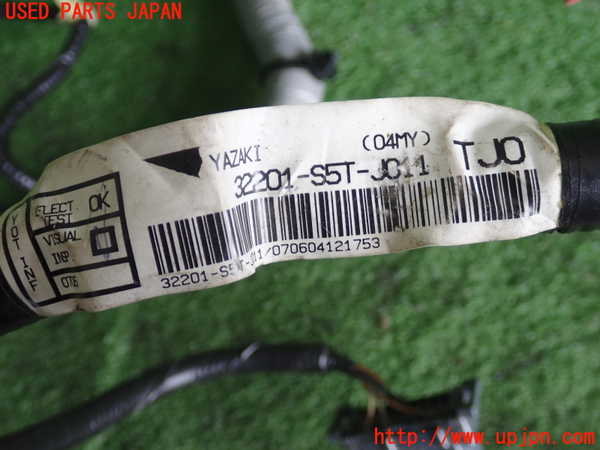 USED PARTS JAPAN
YAZAKI
(04MY)
32201-S5T-J011
TJO
ELECT TEST
OK
VISUAL INSP
32201-S5T-J11/070604121753
http://www.upjpn.com/